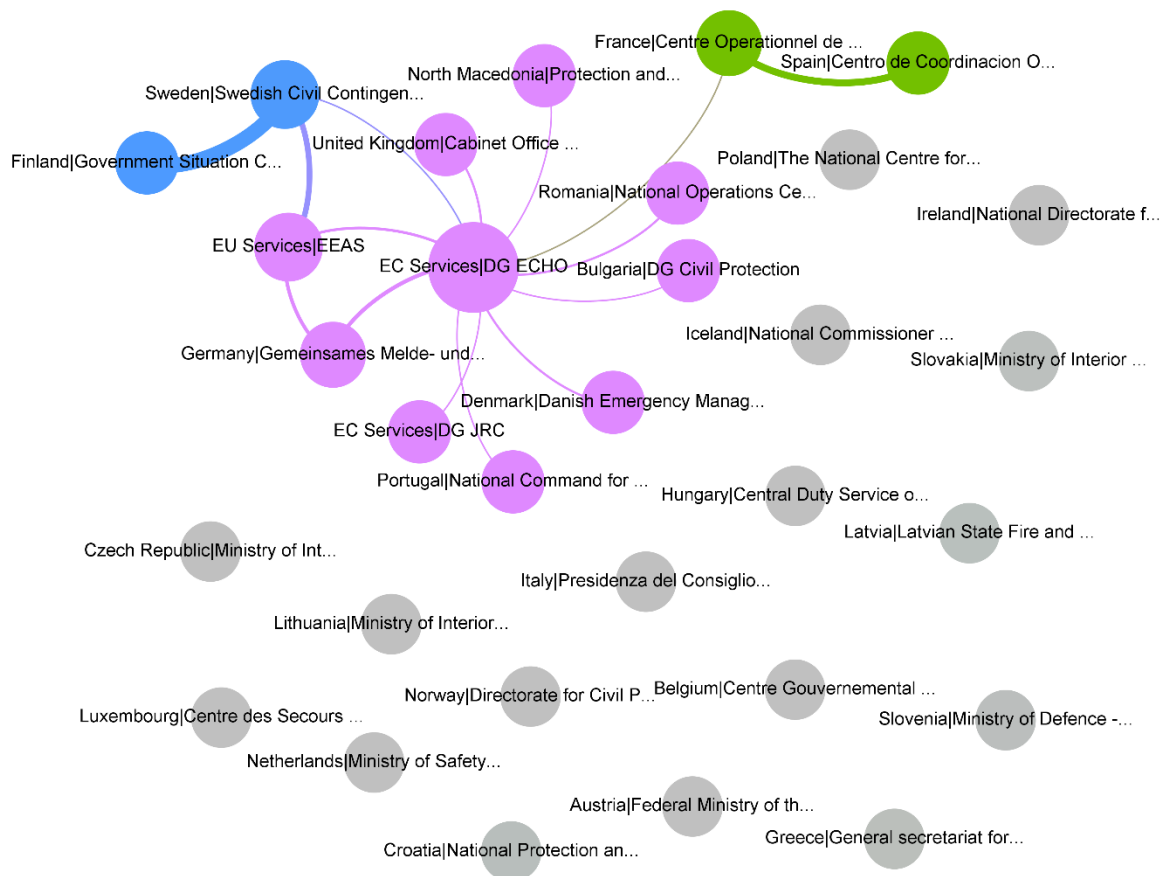 France|Centre Operationnel de ...
Spain|Centro de Coordinacion O...
North Macedonia|Protection and...
Sweden|Swedish Civil Contingen...
United Kingdom|Cabinet Office ...
Finland|Government Situation C...
Poland|The National Centre for...
Romania|National Operations Ce...
Ireland|National Directorate f...
EU Services|EEAS
EC Services|DG ECHO
Bulgaria|DG Civil Protection
Iceland|National Commissioner ...
Germany|Gemeinsames Melde- und...
Slovakia|Ministry of Interior ...
Denmark|Danish Emergency Manag...
EC Services|DG JRC
Portugal|National Command for ...
Hungary|Central Duty Service o...
Latvia|Latvian State Fire and ...
Czech Republic|Ministry of Int...
Italy|Presidenza del Consiglio...
Lithuania|Ministry of Interior...
Norway|Directorate for Civil P...
Belgium|Centre Gouvernemental ...
Luxembourg|Centre des Secours ...
Slovenia|Ministry of Defence -...
Netherlands|Ministry of Safety...
Austria|Federal Ministry of th...
Greece|General secretariat for...
Croatia|National Protection an...